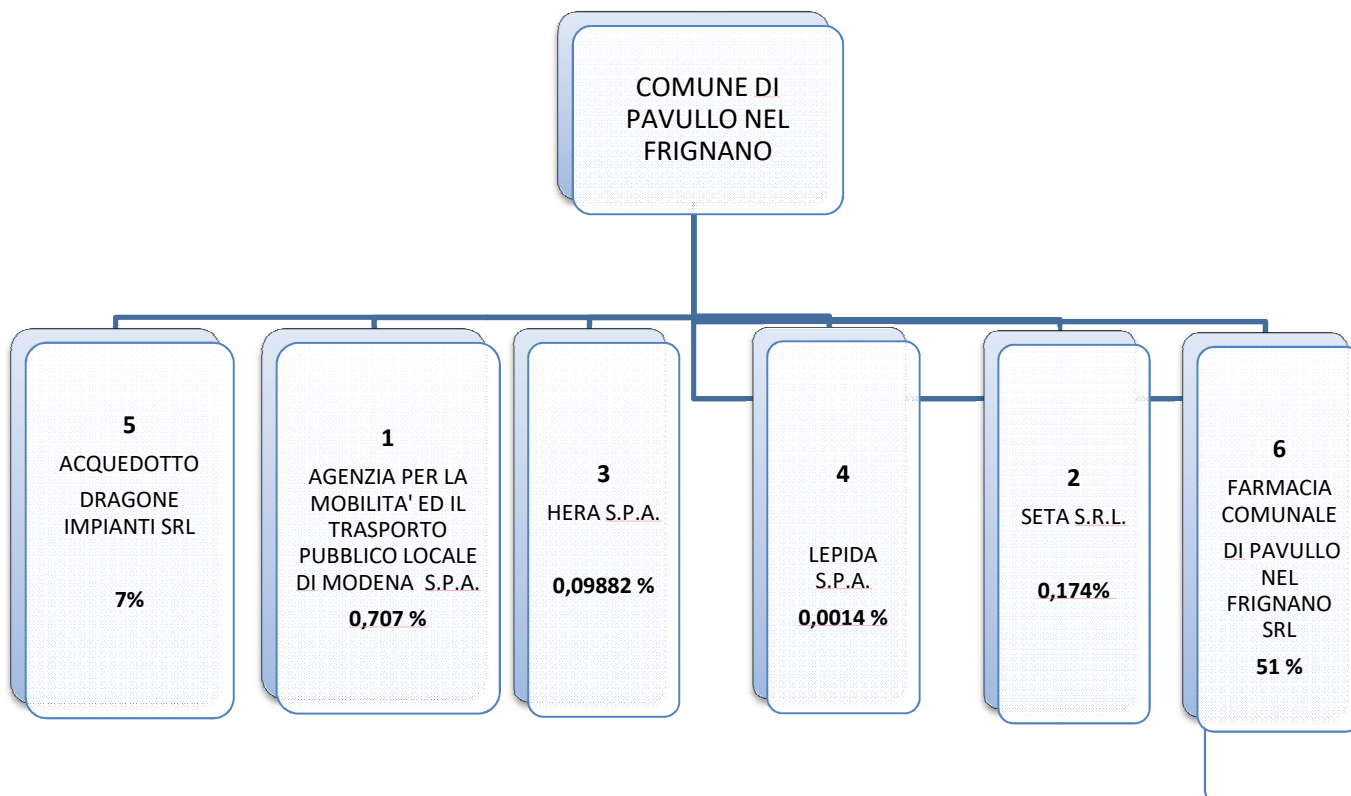 COMUNE DI
PAVULLO NEL
FRIGNANO
5
ACQUEDOTTO
DRAGONE
IMPIANTI SRL
7%
1
AGENZIA PER LA
MOBILITA' ED IL
TRASPORTO
PUBBLICO LOCALE
DI MODENA S.P.A.
0,707 %
3
HERA S.P.A.
0,09882 %
4
LEPIDA
S.P.A.
0,0014 %
2
SETA S.R.L.
0,174%
6
FARMACIA
COMUNALE
DI PAVULLO
NEL
FRIGNANO
SRL
51 %